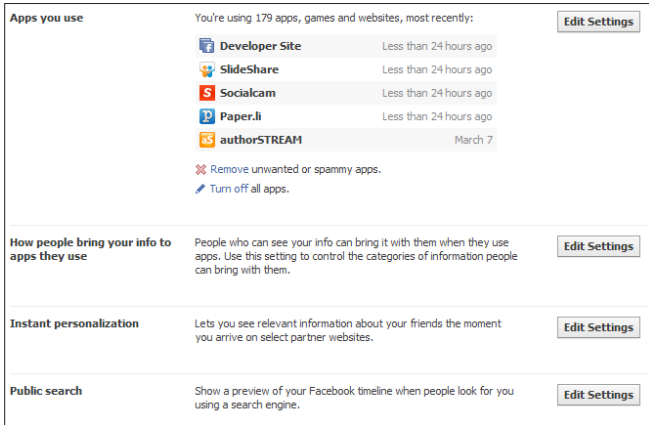 Apps you use
You're using 179 apps, games and websites, most recently:
Edit Settings
Developer Site Less than 24 hours ago
SlideShare Less than 24 hours ago
Socialcam Less than 24 hours ago
Paper.li Less than 24 hours ago
authorSTREAM March 7
Remove unwanted or spammy apps.
Turn off all apps.
How people bring your info to
apps they use
People who can see your info can bring it with them when they use
apps. Use this setting to control the categories of information people
can bring with them.
Edit Settings
Instant personalization
Lets you see relevant information about your friends the moment
you arrive on select partner websites.
Edit Settings
Public search
Show a preview of your Facebook timeline when people look for you
using a search engine.
Edit Settings